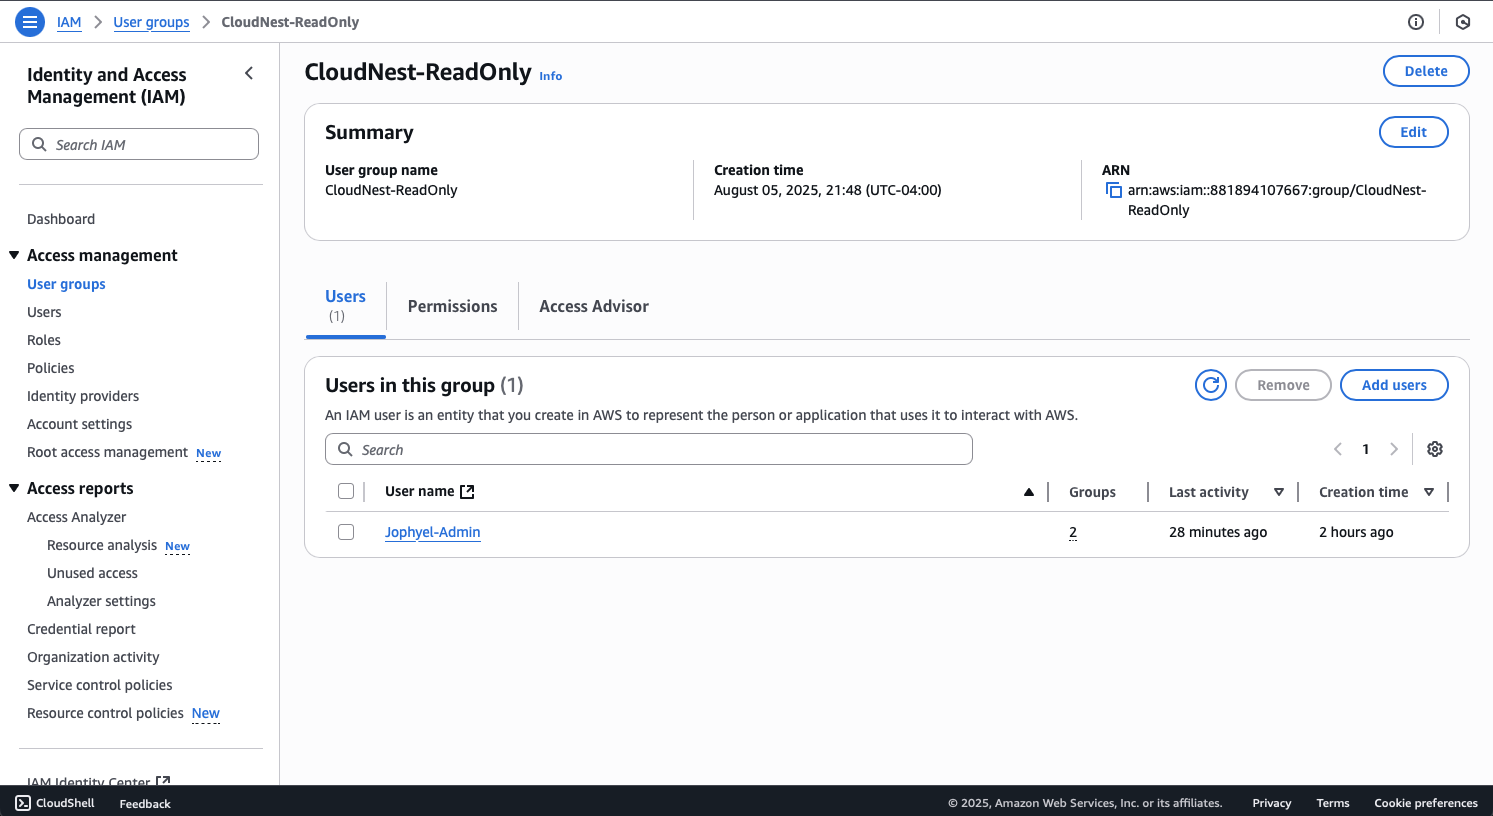 IAM > User groups > CloudNest-ReadOnly
Identity and Access
Management (IAM)
Search IAM
Dashboard
Access management
User groups
Users
Roles
Policies
Identity providers
Account settings
Root access management New
Access reports
Access Analyzer
Resource analysis New
Unused access
Analyzer settings
Credential report
Organization activity
Service control policies
Resource control policies New
IAM Identity Center
CloudNest-ReadOnly Info
Delete
Summary
Edit
User group name
CloudNest-ReadOnly
Creation time
August 05, 2025, 21:48 (UTC-04:00)
ARN
arn:aws:iam::881894107667:group/CloudNest-
ReadOnly
Users
(1)
Permissions
Access Advisor
Users in this group (1)
Remove
Add users
An IAM user is an entity that you create in AWS to represent the person or application that uses it to interact with AWS.
Search
1
User name Groups Last activity Creation time
Jophyel-Admin 2 28 minutes ago 2 hours ago
CloudShell Feedback © 2025, Amazon Web Services, Inc. or its affiliates. Privacy Terms Cookie preferences